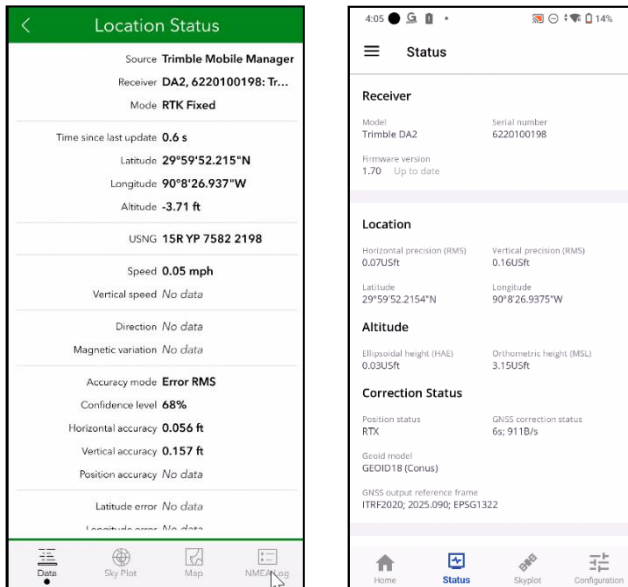 Location Status
Source Trimble Mobile Manager
Receiver DA2, 6220100198: Tr...
Mode RTK Fixed
Time since last update 0.6 s
Latitude 29°59'52.215"N
Longitude 90°8'26.937"W
Altitude -3.71 ft
USNG 15R YP 7582 2198
Speed 0.05 mph
Vertical speed No data
Direction No data
Magnetic variation No data
Accuracy mode Error RMS
Confidence level 68%
Horizontal accuracy 0.056 ft
Vertical accuracy 0.157 ft
Position accuracy No data
Latitude error No data
Longitude error No data
Data Sky Plot Map NMEA Log
4:05 14%
Status
Receiver
Model Serial number
Trimble DA2 6220100198
Firmware version
1.70 Up to date
Location
Horizontal precision (RMS) Vertical precision (RMS)
0.07USft 0.16USft
Latitude Longitude
29°59'52.2154"N 90°8'26.9375"W
Altitude
Ellipsoidal height (HAE) Orthometric height (MSL)
0.03USft 3.15USft
Correction Status
Position status GNSS correction status
RTX 6s; 911B/s
Geoid model
GEOID18 (Conus)
GNSS output reference frame
ITRF2020; 2025.090; EPSG1322
Home Status Skyplot Configuration